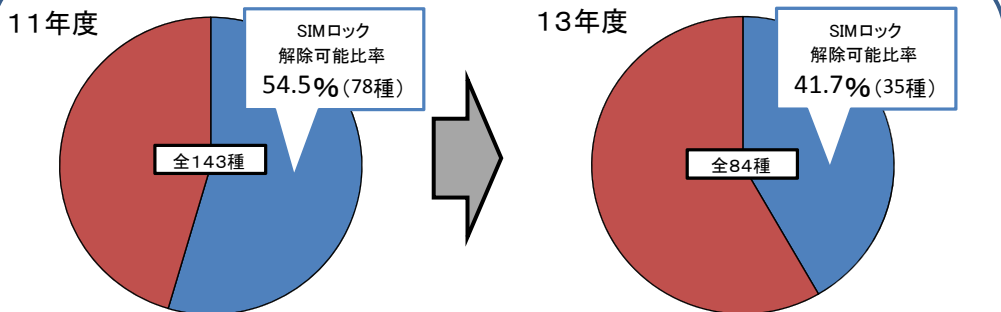 11年度
SIMロック
解除可能比率
54.5%(78種)
全143種
13年度
SIMロック
解除可能比率
41.7%(35種)
全84種